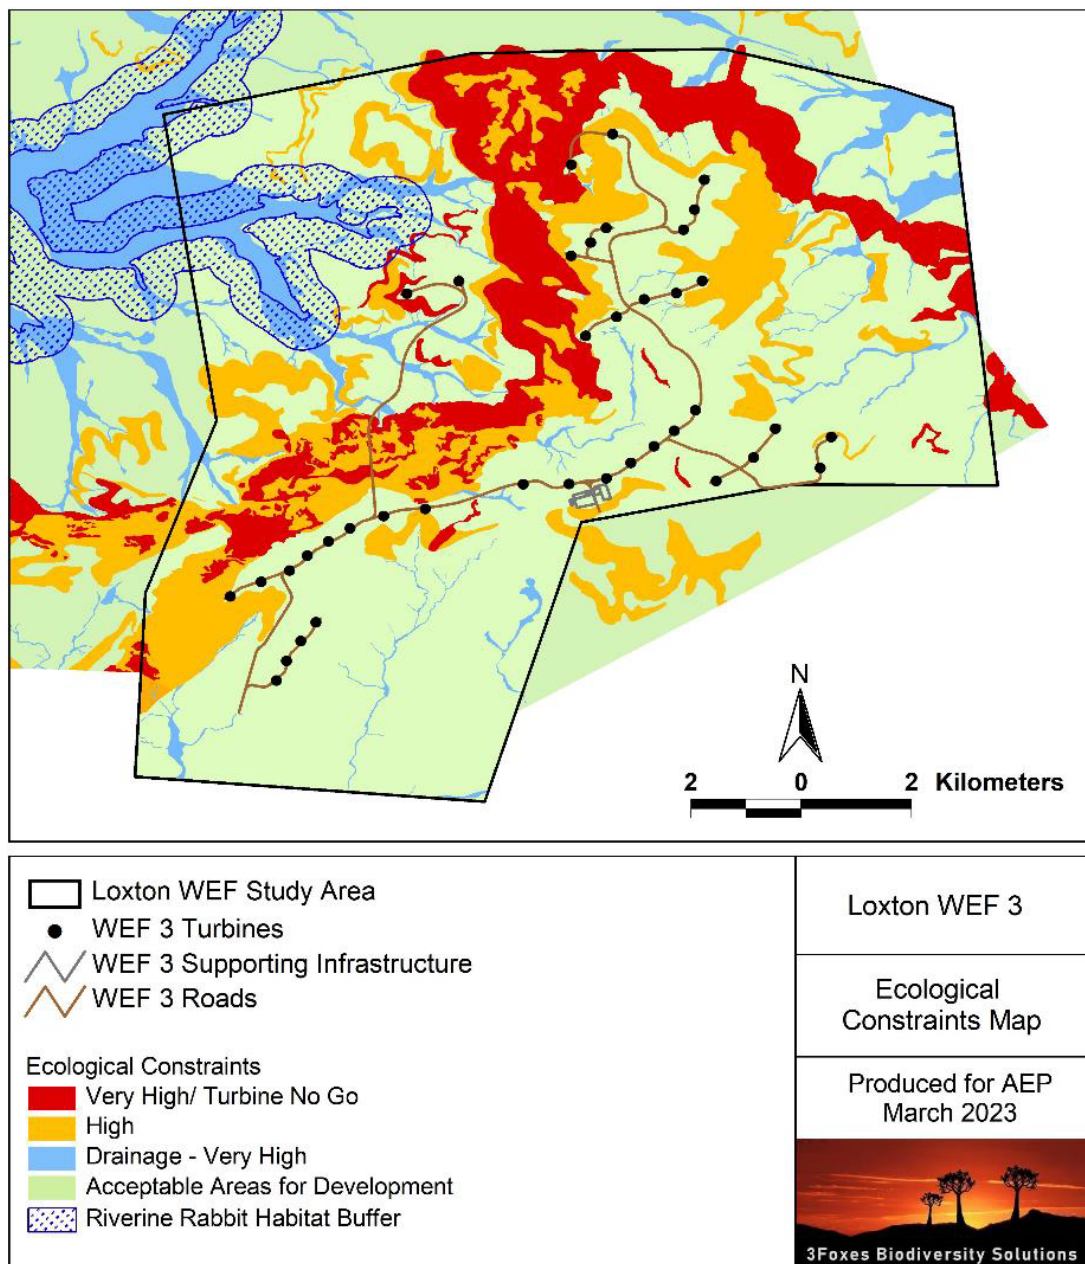 N
2 0 2 Kilometers
Loxton WEF Study Area
WEF 3 Turbines
WEF 3 Supporting Infrastructure
WEF 3 Roads
Ecological Constraints
Very High/ Turbine No Go
High
Drainage - Very High
Acceptable Areas for Development
Riverine Rabbit Habitat Buffer
Loxton WEF 3
Ecological
Constraints Map
Produced for AEP
March 2023
3Foxes Biodiversity Solutions